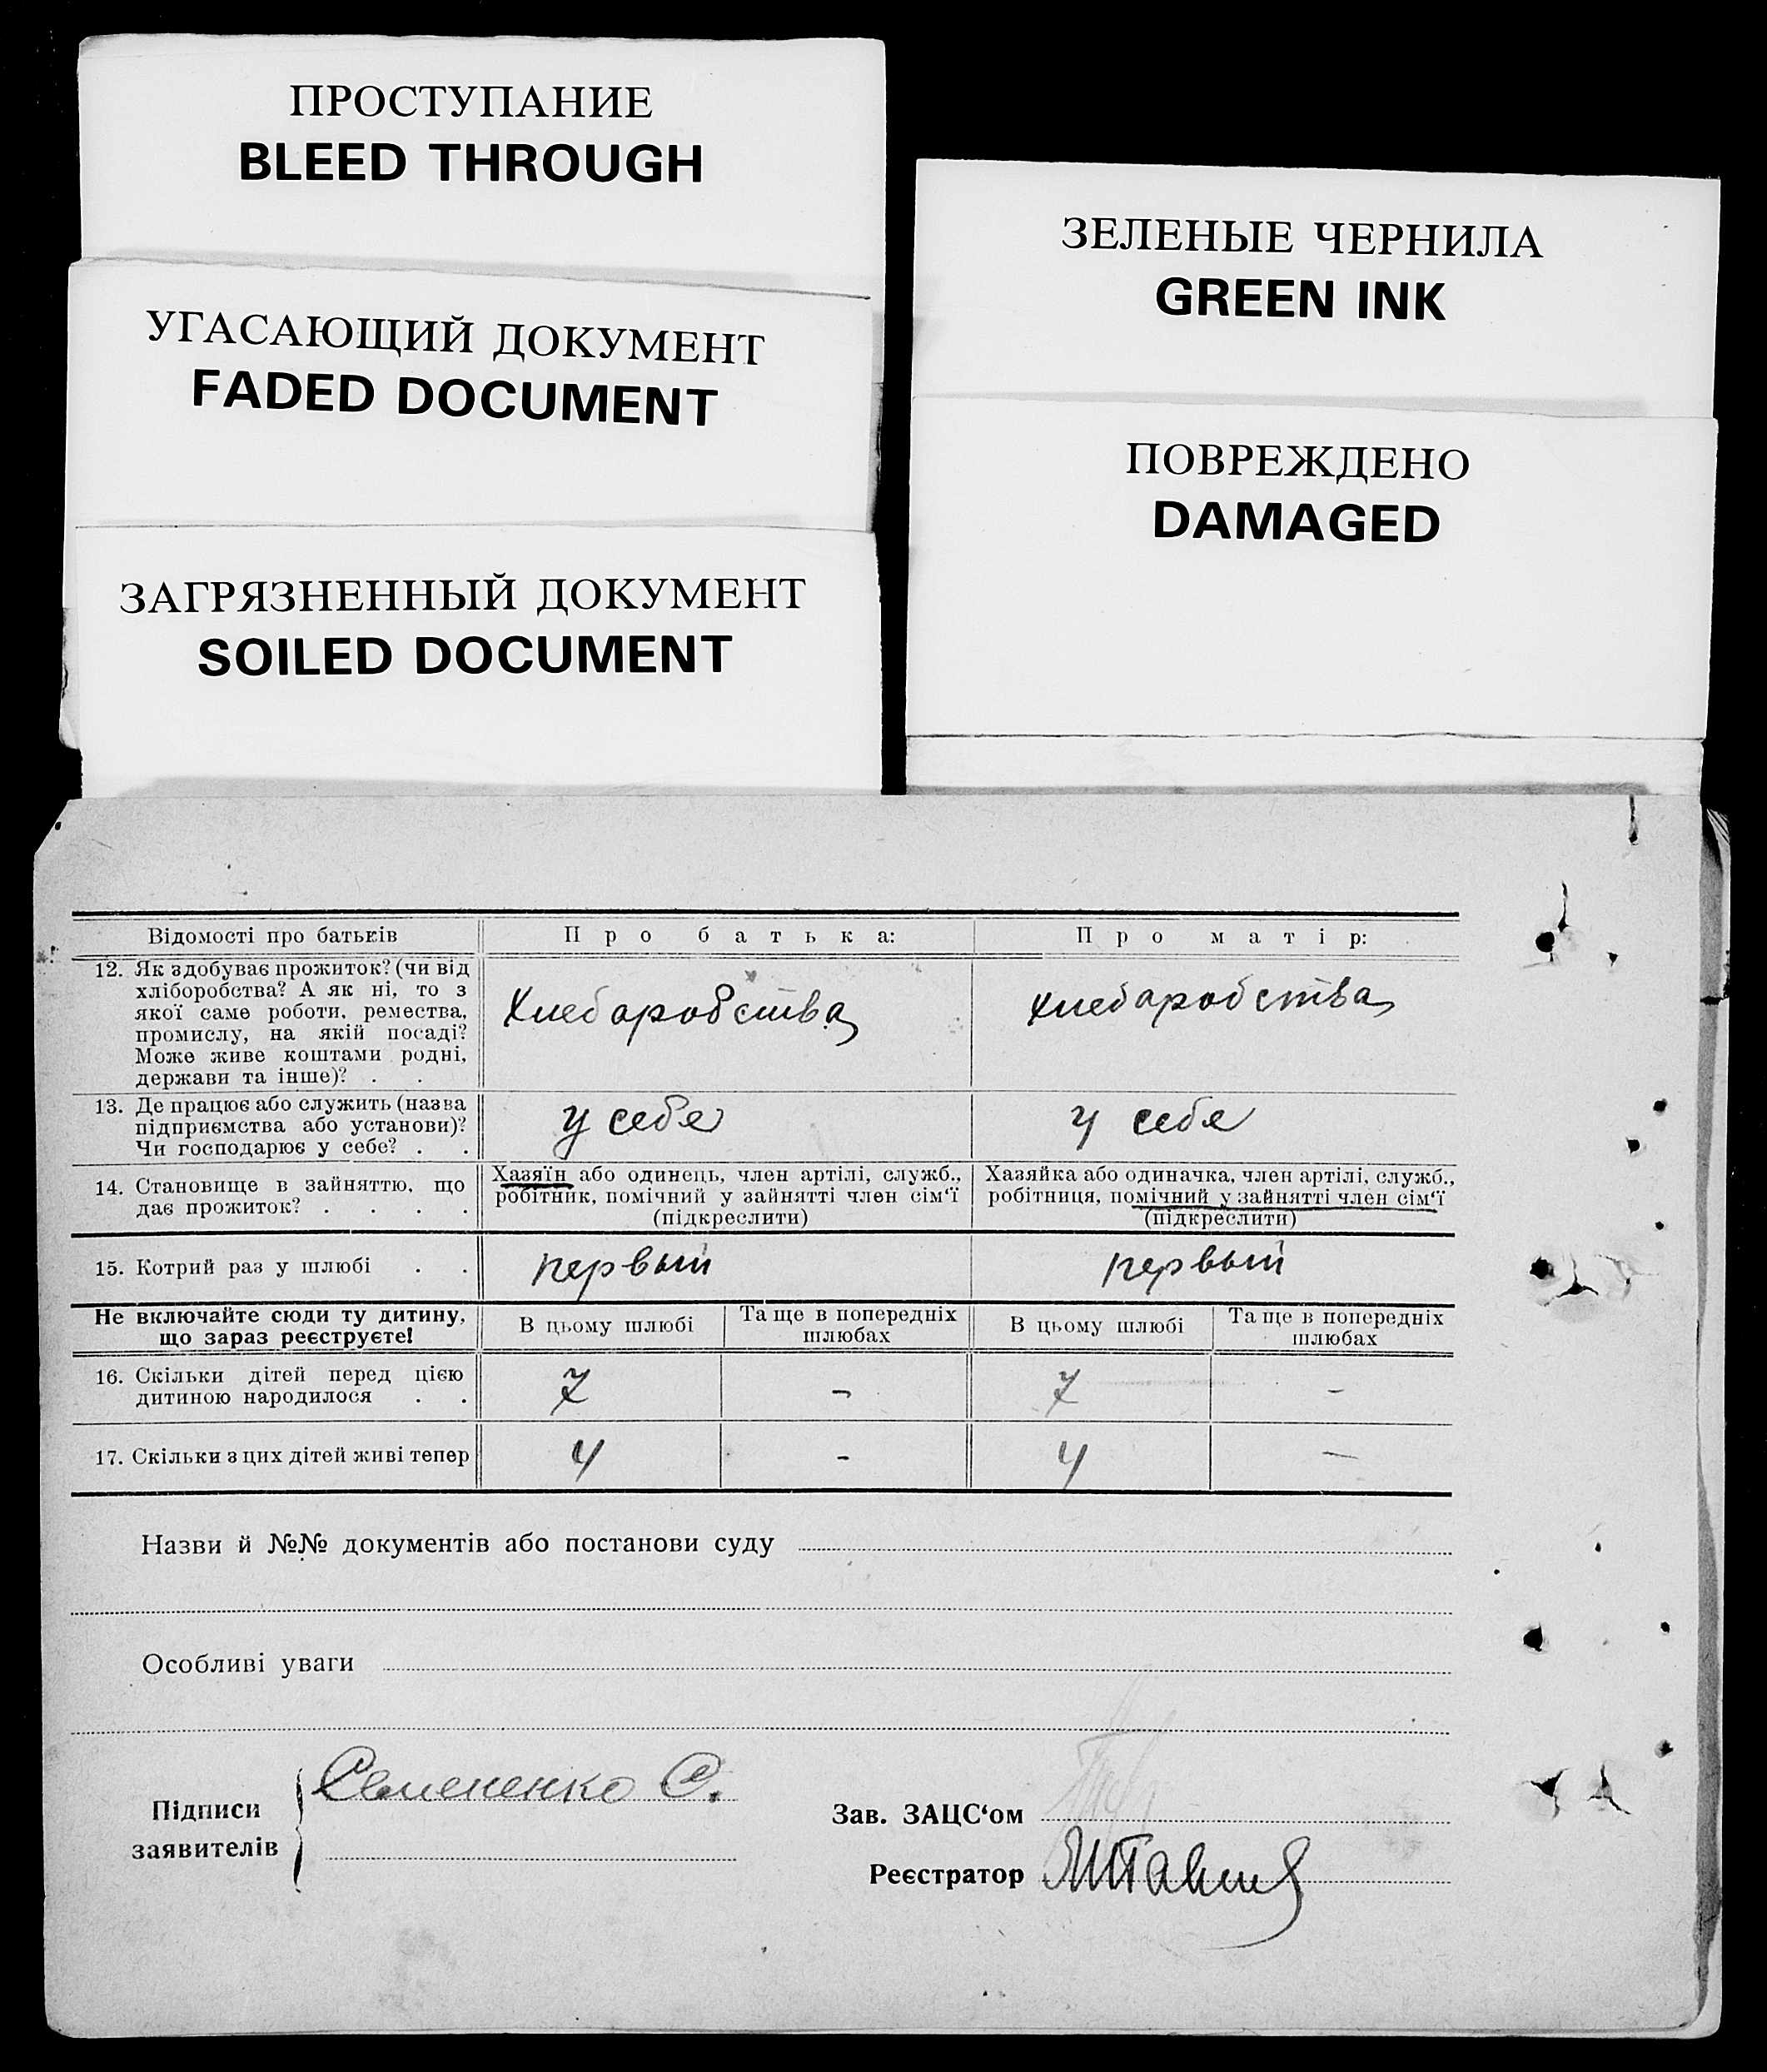 ПРОСТУПАНИЕ
BLEED THROUGH
УГАСАЮЩИЙ ДОКУМЕНТ
FADED DOCUMENT
ЗАГРЯЗНЕННЫЙ ДОКУМЕНТ
SOILED DOCUMENT
ЗЕЛЕНЫЕ ЧЕРНИЛА
GREEN INK
ПОВРЕЖДЕНО
DAMAGED
Відомості про батьків
Про батька:
Про матір:
12. Як здобуває прожиток? (чи від
хліборобства? А як ні, то з
якої саме роботи, ремества,
промислу, на якій посаді?
Може живе коштами родні,
держави та інше)? . .
Хлебаробства
хлебаробства
13. Де працює або служить (назва
підприємства або установи)?
Чи господарює у себе? . .
у себе
у себе
14. Становище в зайняттю, що
дає прожиток? . . . .
Хазяїн або одинець, член артілі, служб.,
робітник, помічний у зайнятті член сім'ї
(підкреслити)
Хазяйка або одиначка, член артілі, служб.,
робітниця, помічний у зайнятті член сім'ї
(підкреслити)
15. Котрий раз у шлюбі . .
первый
первый
Не включайте сюди ту дитину,
що зараз реєструєте!
В цьому шлюбі
Та ще в попередніх
шлюбах
В цьому шлюбі
Та ще в попередніх
шлюбах
16. Скільки дітей перед цією
дитиною народилося . .
7
-
7
-
17. Скільки з цих дітей живі тепер
4
-
4
-
Назви й №№ документів або постанови суду
Особливі уваги
Підписи
заявителів
Семененко С.
Зав. ЗАЦС'ом
Реєстратор